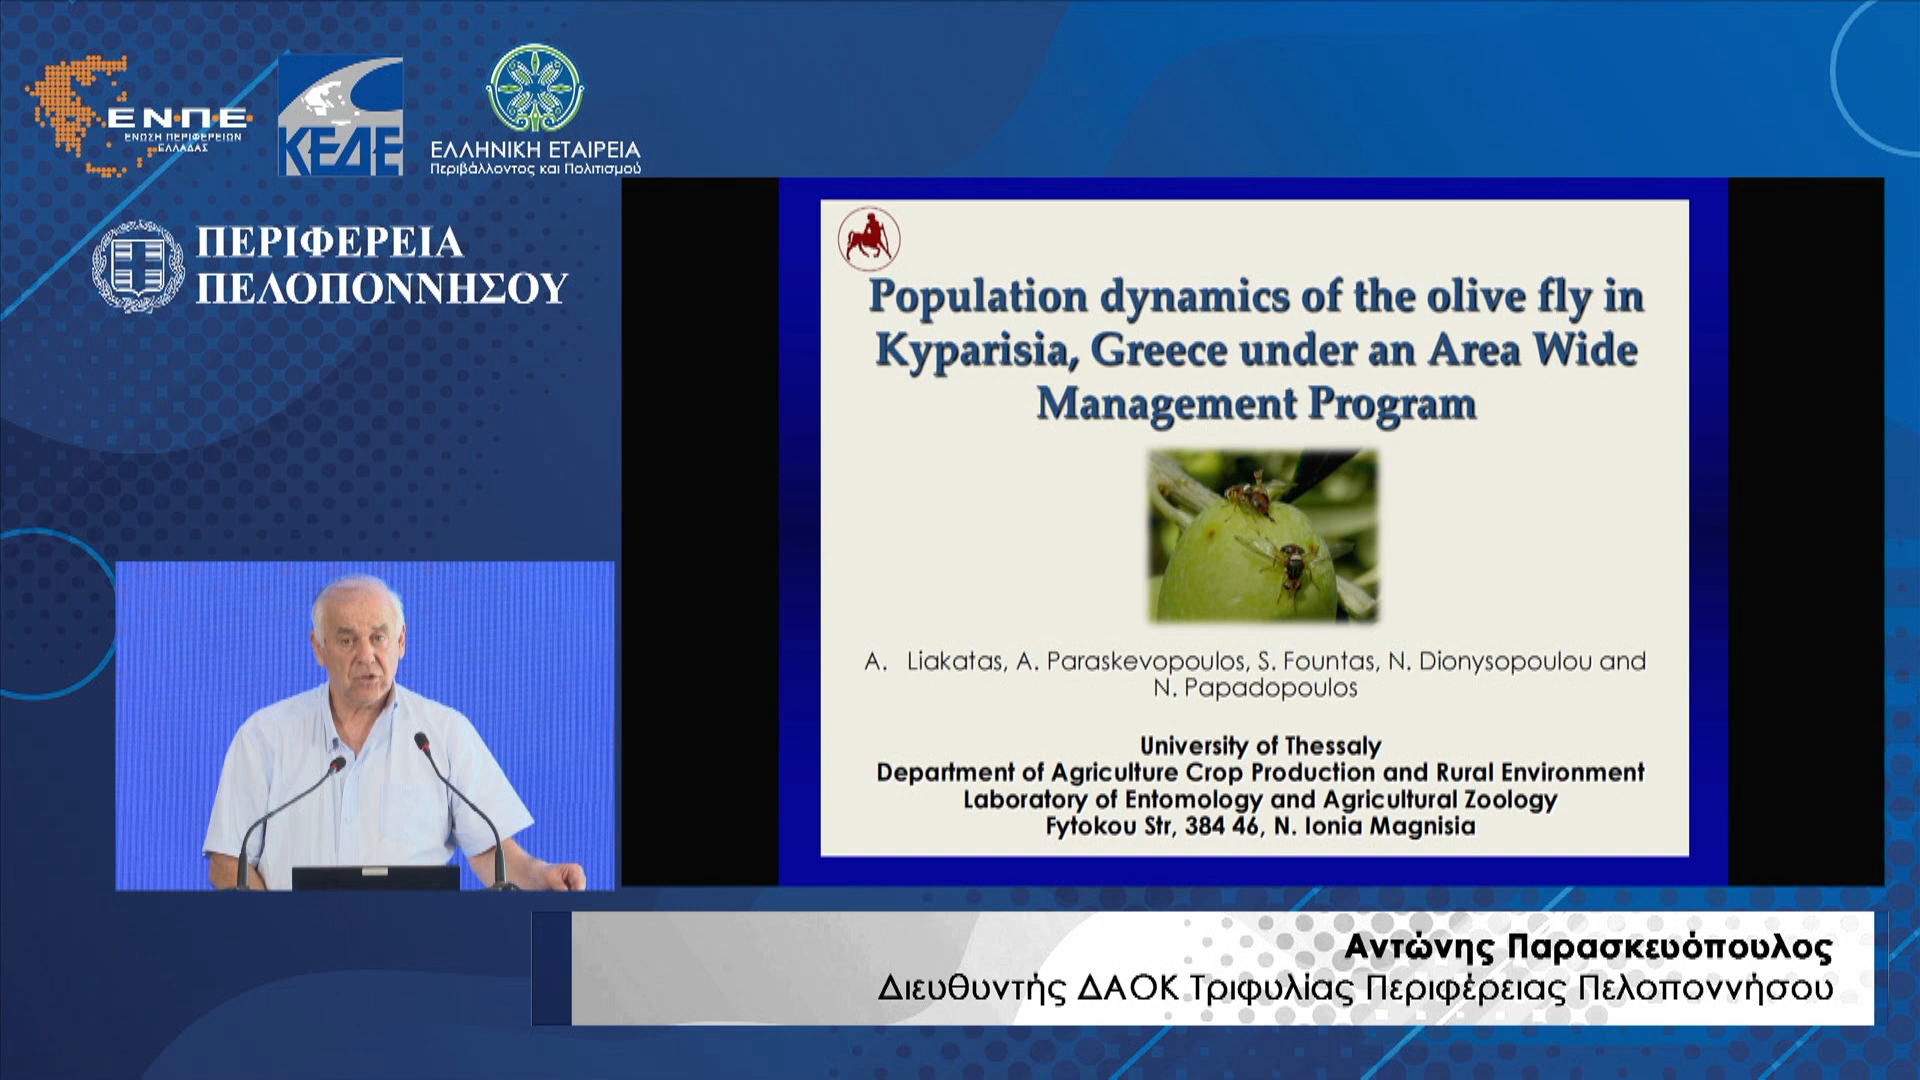 ΕΝ.Π.Ε
ΕΝΩΣΗ ΠΕΡΙΦΕΡΕΙΩΝ
ΕΛΛΑΔΑΣ
ΚΕΔΕ
ΕΛΛΗΝΙΚΗ ΕΤΑΙΡΕΙΑ
Περιβάλλοντος και Πολιτισμού
ΠΕΡΙΦΕΡΕΙΑ
ΠΕΛΟΠΟΝΝΗΣΟΥ
Population dynamics of the olive fly in
Kyparisia, Greece under an Area Wide
Management Program
A. Liakatas, A. Paraskevopoulos, S. Fountas, N. Dionysopoulou and
N. Papadopoulos
University of Thessaly
Department of Agriculture Crop Production and Rural Environment
Laboratory of Entomology and Agricultural Zoology
Fytokou Str, 384 46, N. Ionia Magnisia
Αντώνης Παρασκευόπουλος
Διευθυντής ΔΑΟΚ Τριφυλίας Περιφέρειας Πελοποννήσου